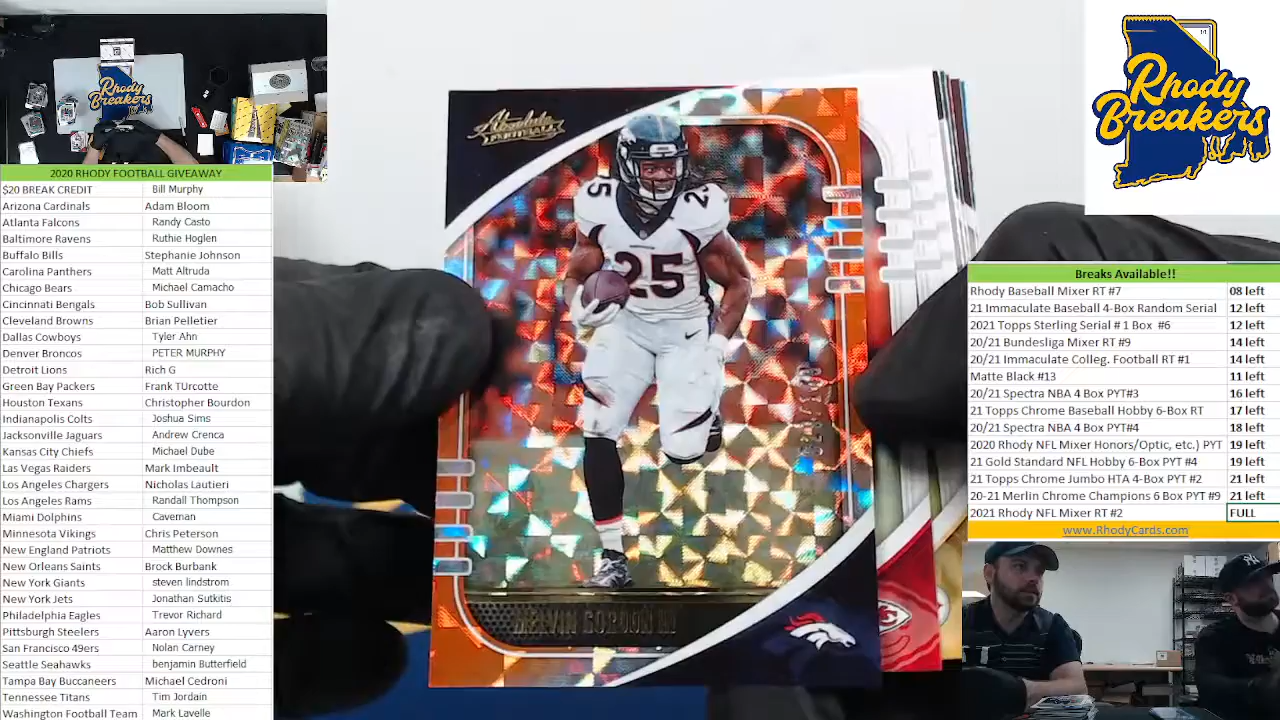 Rhody
Breakers
2020 RHODY FOOTBALL GIVEAWAY
$20 BREAK CREDIT Bill Murphy
Arizona Cardinals Adam Bloom
Atlanta Falcons Randy Casto
Baltimore Ravens Ruthie Hoglen
Buffalo Bills Stephanie Johnson
Carolina Panthers Matt Altruda
Chicago Bears Michael Camacho
Cincinnati Bengals Bob Sullivan
Cleveland Browns Brian Pelletier
Dallas Cowboys Tyler Ahn
Denver Broncos PETER MURPHY
Detroit Lions Rich G
Green Bay Packers Frank TUrcotte
Houston Texans Christopher Bourdon
Indianapolis Colts Joshua Sims
Jacksonville Jaguars Andrew Crenca
Kansas City Chiefs Michael Dube
Las Vegas Raiders Mark Imbeault
Los Angeles Chargers Nicholas Lautieri
Los Angeles Rams Randall Thompson
Miami Dolphins Caveman
Minnesota Vikings Chris Peterson
New England Patriots Matthew Downes
New Orleans Saints Brock Burbank
New York Giants steven lindstrom
New York Jets Jonathan Sutkitis
Philadelphia Eagles Trevor Richard
Pittsburgh Steelers Aaron Lyvers
San Francisco 49ers Nolan Carney
Seattle Seahawks benjamin Butterfield
Tampa Bay Buccaneers Michael Cedroni
Tennessee Titans Tim Jordain
Washington Football Team Mark Lavelle
Absolute
FOOTBALL
25
25
25
MELVIN GORDON III
Rhody
Breakers
Breaks Available!!
Rhody Baseball Mixer RT #7 08 left
21 Immaculate Baseball 4-Box Random Serial 12 left
2021 Topps Sterling Serial # 1 Box #6 12 left
20/21 Bundesliga Mixer RT #9 14 left
20/21 Immaculate Colleg. Football RT #1 14 left
Matte Black #13 11 left
20/21 Spectra NBA 4 Box PYT#3 16 left
21 Topps Chrome Baseball Hobby 6-Box RT 17 left
20/21 Spectra NBA 4 Box PYT#4 18 left
2020 Rhody NFL Mixer Honors/Optic, etc.) PYT 19 left
21 Gold Standard NFL Hobby 6-Box PYT #4 19 left
21 Topps Chrome Jumbo HTA 4-Box PYT #2 21 left
20-21 Merlin Chrome Champions 6 Box PYT #9 21 left
2021 Rhody NFL Mixer RT #2 FULL
www.RhodyCards.com